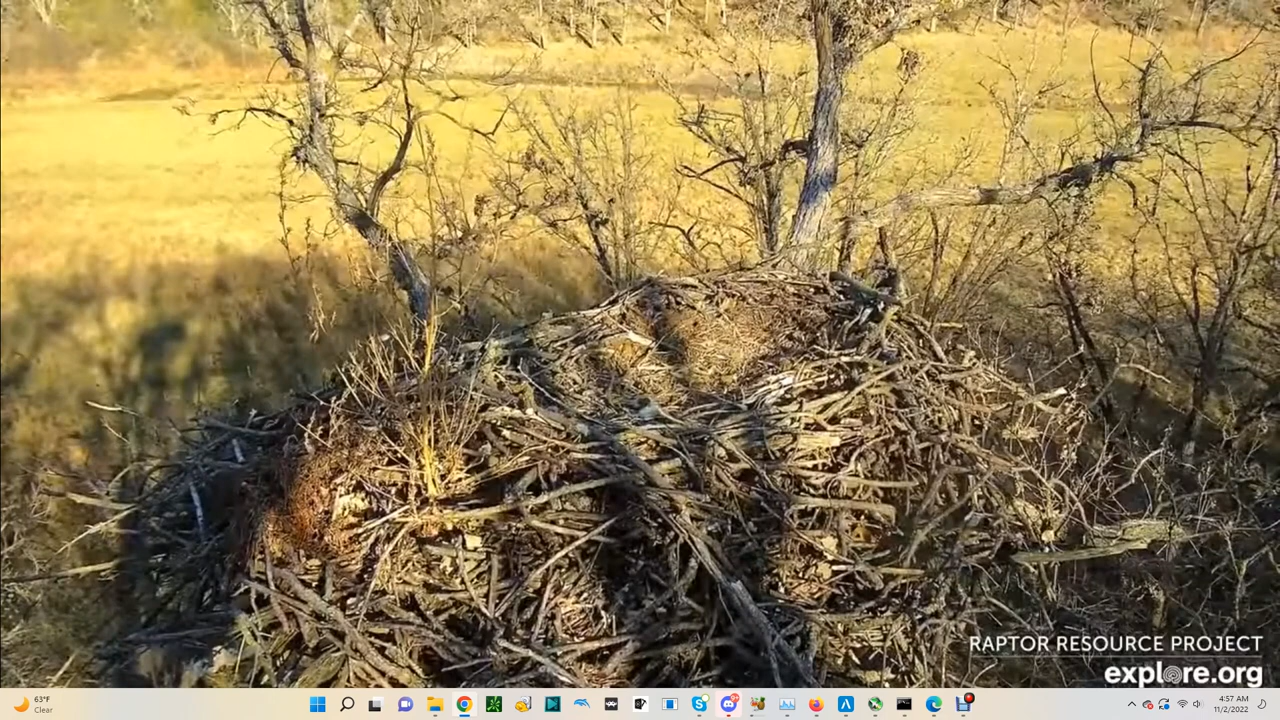 RAPTOR RESOURCE PROJECT
explore.org
63°F
Clear
4:57 AM
11/2/2022